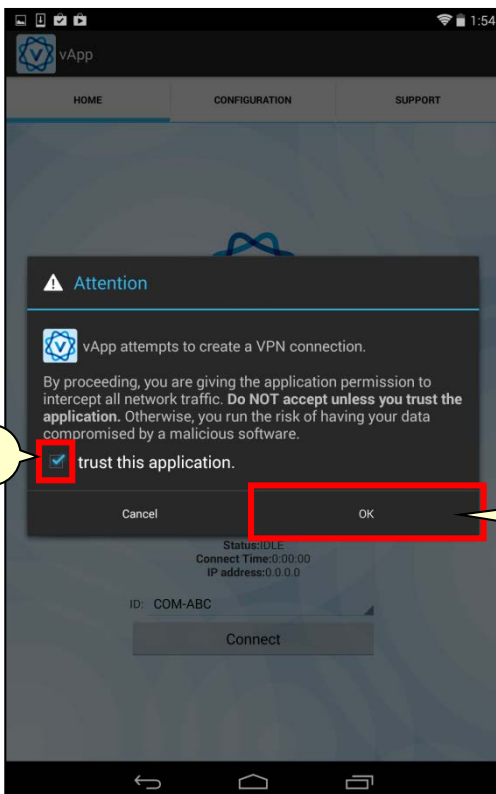 1:54
vApp
HOME CONFIGURATION SUPPORT
Attention
vApp attempts to create a VPN connection.
By proceeding, you are giving the application permission to
intercept all network traffic. Do NOT accept unless you trust the
application. Otherwise, you run the risk of having your data
compromised by a malicious software.
trust this application.
Cancel OK
Status:IDLE
Connect Time:0:00:00
IP address:0.0.0.0
ID: COM-ABC
Connect